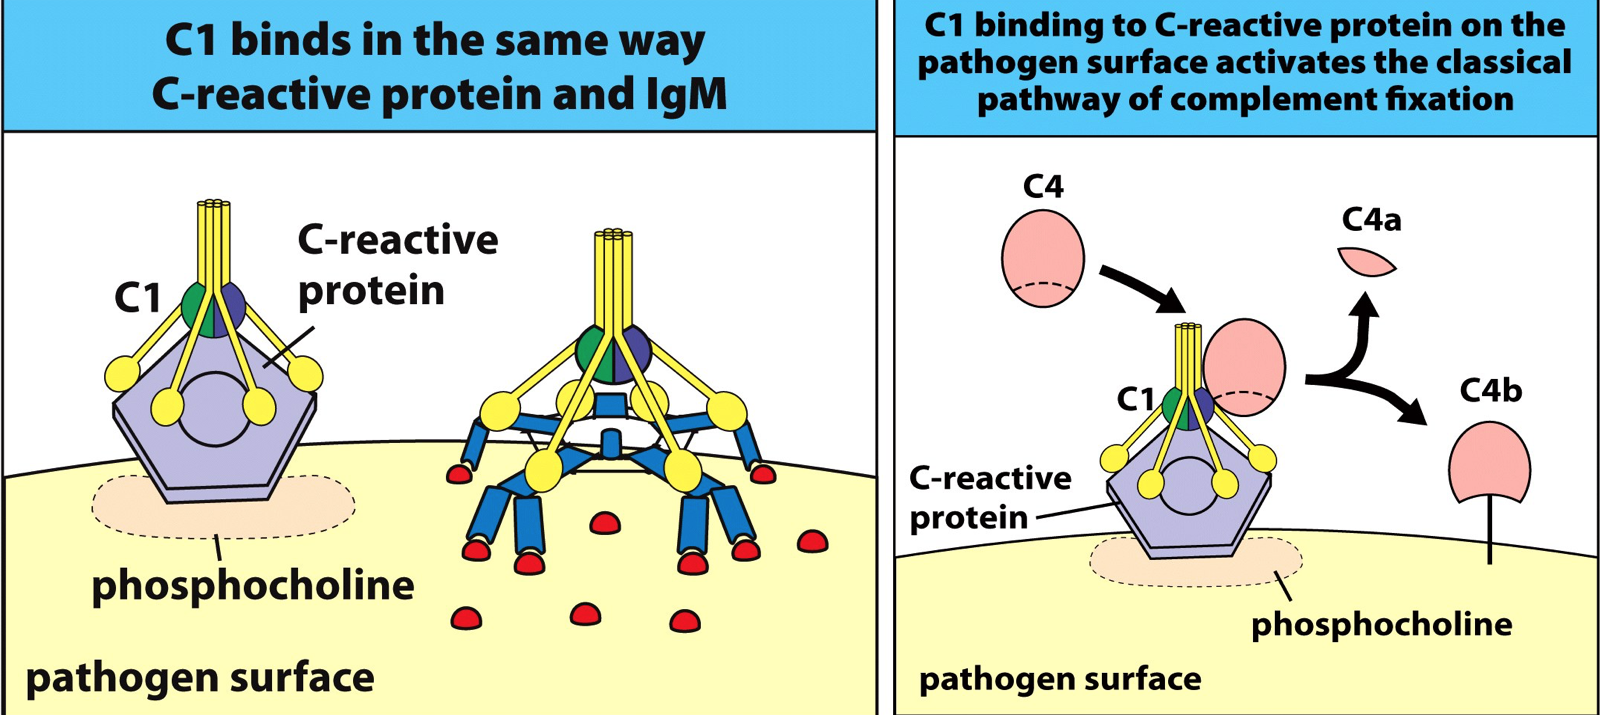 C1 binds in the same way
C-reactive protein and IgM
C-reactive
protein
C1
phosphocholine
pathogen surface
C1 binding to C-reactive protein on the
pathogen surface activates the classical
pathway of complement fixation
C4
C4a
C1
C4b
C-reactive
protein
phosphocholine
pathogen surface